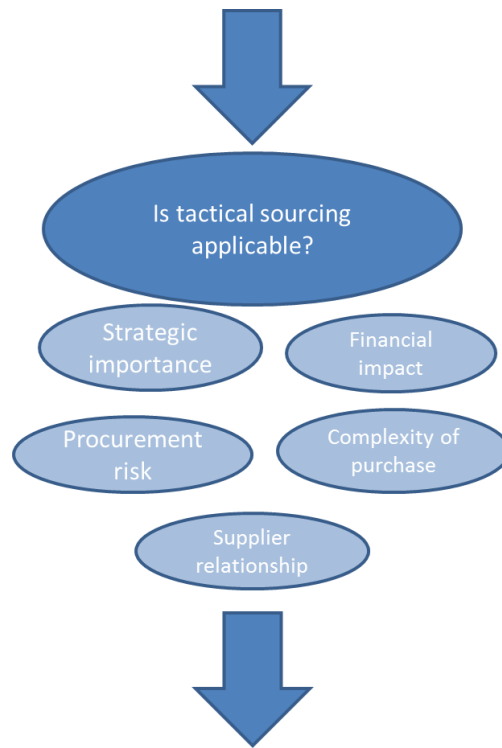 Is tactical sourcing
applicable?
Strategic
importance
Financial
impact
Procurement
risk
Complexity of
purchase
Supplier
relationship